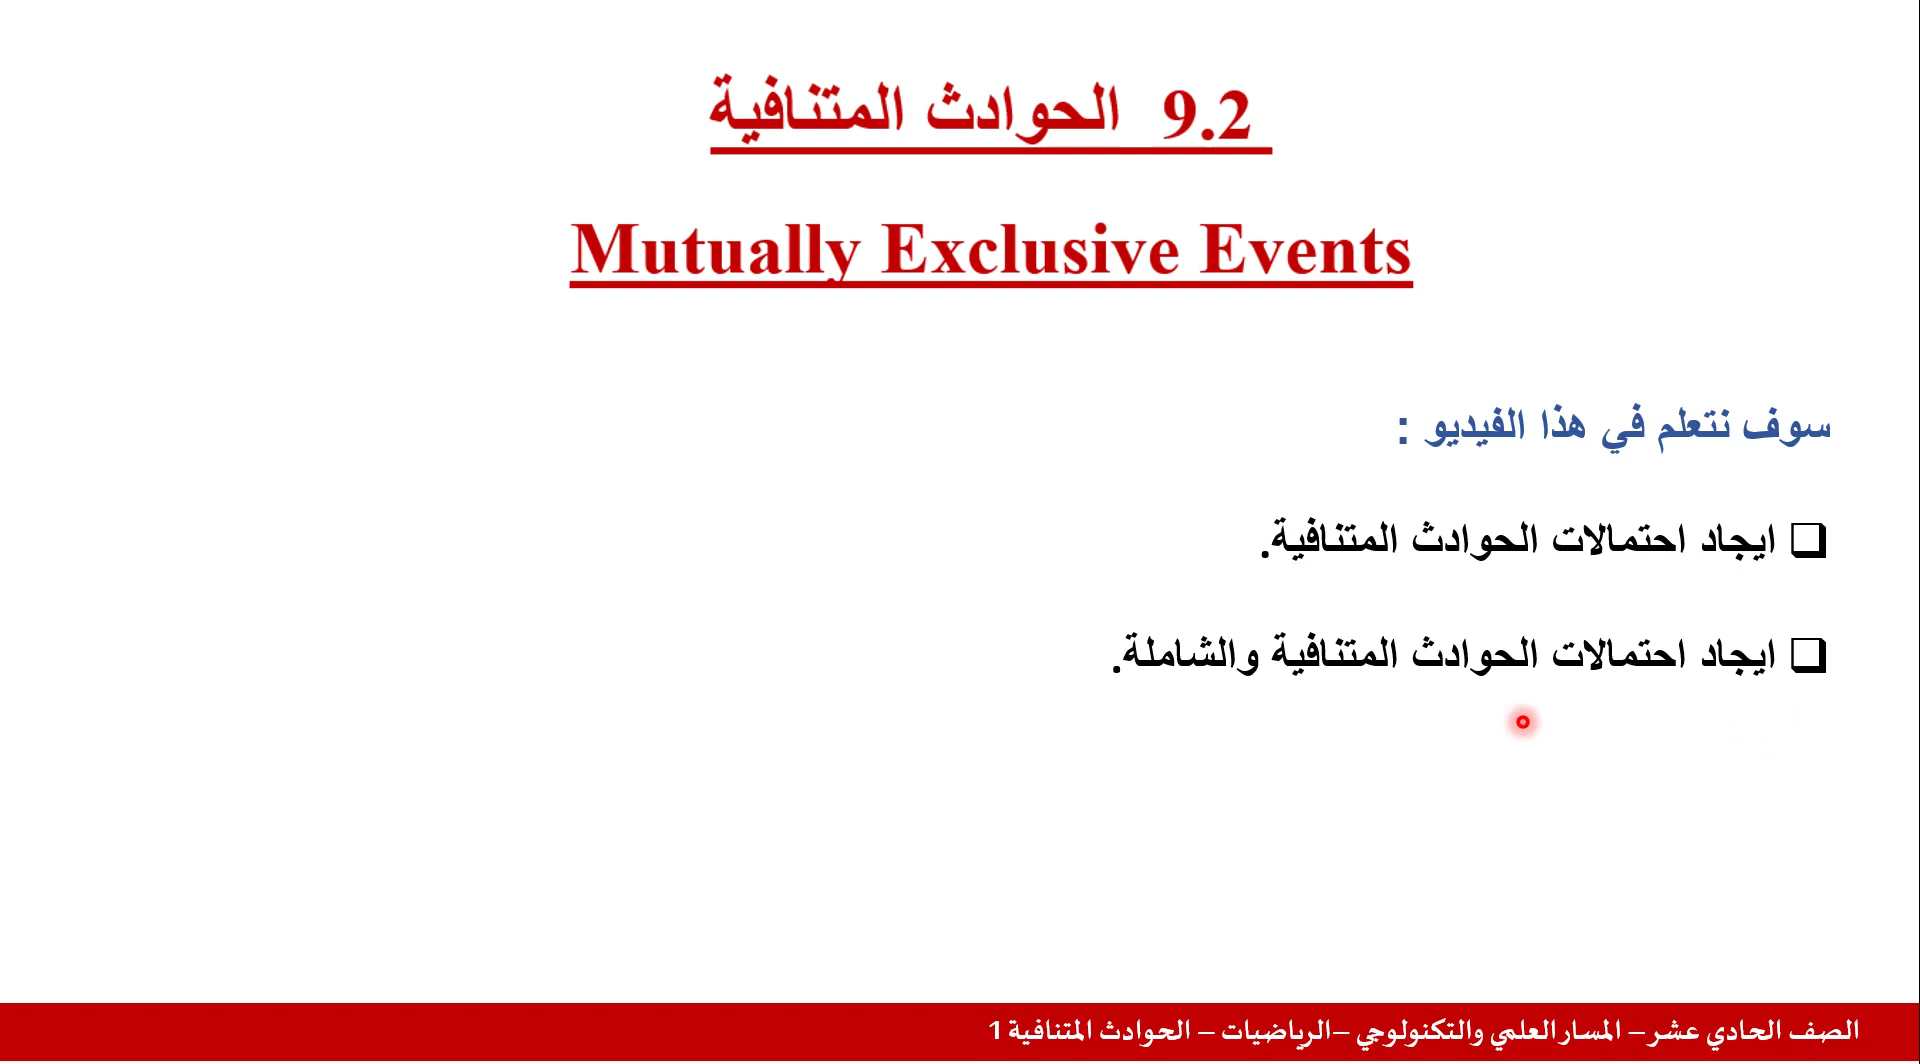 9.2 الحوادث المتنافية
Mutually Exclusive Events
سوف نتعلم في هذا الفيديو :
ايجاد احتمالات الحوادث المتنافية.
ايجاد احتمالات الحوادث المتنافية والشاملة.
الصف الحادي عشر – المسار العلمي والتكنولوجي –الرياضيات – الحوادث المتنافية 1